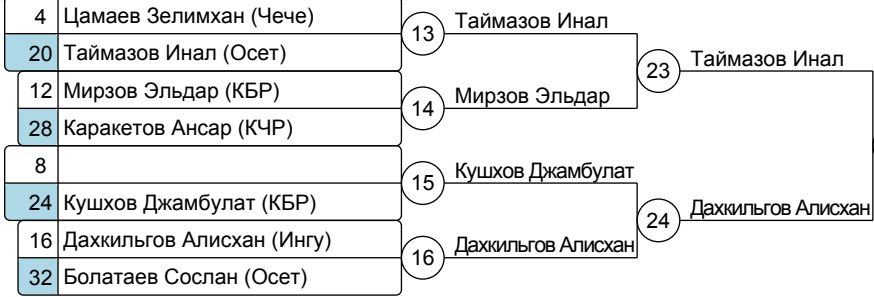 4 Цамаев Зелимхан (Чече)
20 Таймазов Инал (Осет)
12 Мирзов Эльдар (КБР)
28 Каракетов Ансар (КЧР)
8
24 Кушхов Джамбулат (КБР)
16 Дахкильгов Алисхан (Ингу)
32 Болатаев Сослан (Осет)
13 Таймазов Инал
14 Мирзов Эльдар
15 Кушхов Джамбулат
16 Дахкильгов Алисхан
23 Таймазов Инал
24 Дахкильгов Алисхан